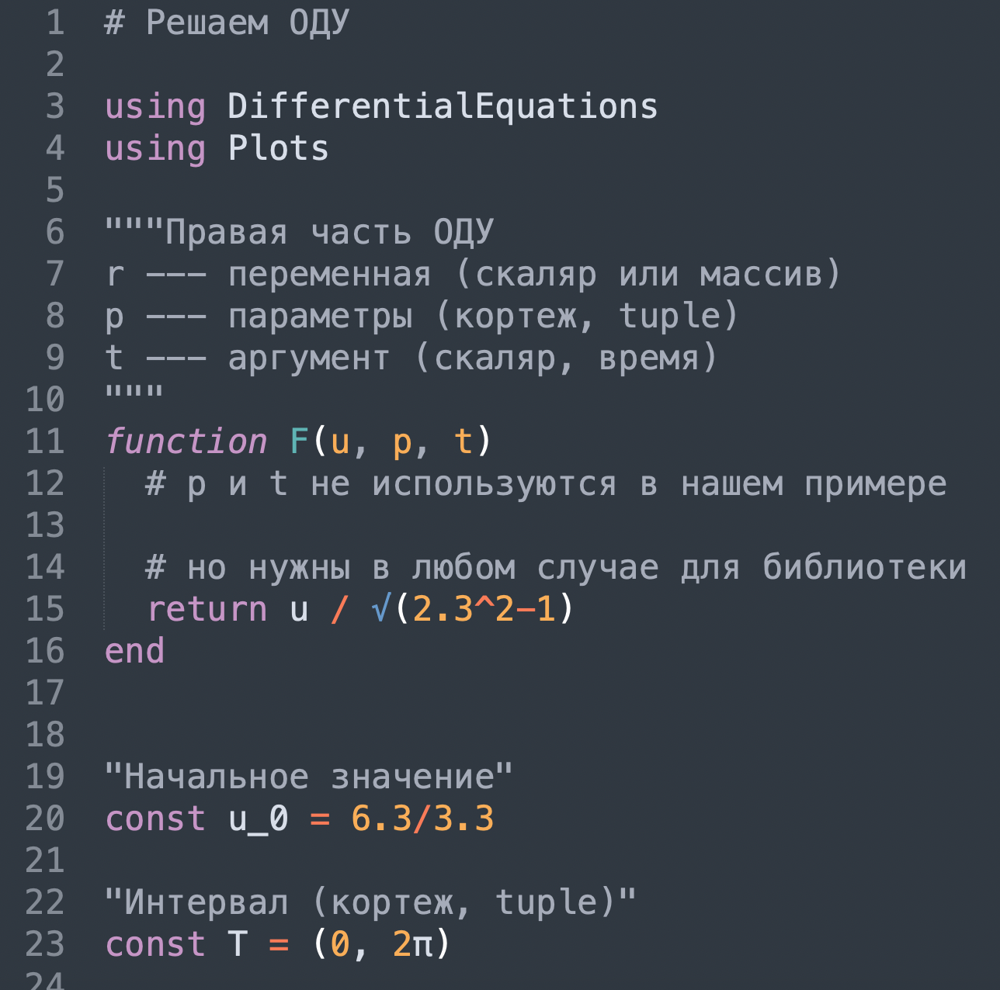 1 # Решаем ОДУ
2
3 using DifferentialEquations
4 using Plots
5
6 """Правая часть ОДУ
7 r --- переменная (скаляр или массив)
8 p --- параметры (кортеж, tuple)
9 t --- аргумент (скаляр, время)
10 """
11 function F(u, p, t)
12   # p и t не используются в нашем примере
13
14   # но нужны в любом случае для библиотеки
15   return u / √(2.3^2-1)
16 end
17
18
19 "Начальное значение"
20 const u_0 = 6.3/3.3
21
22 "Интервал (кортеж, tuple)"
23 const T = (0, 2π)
24